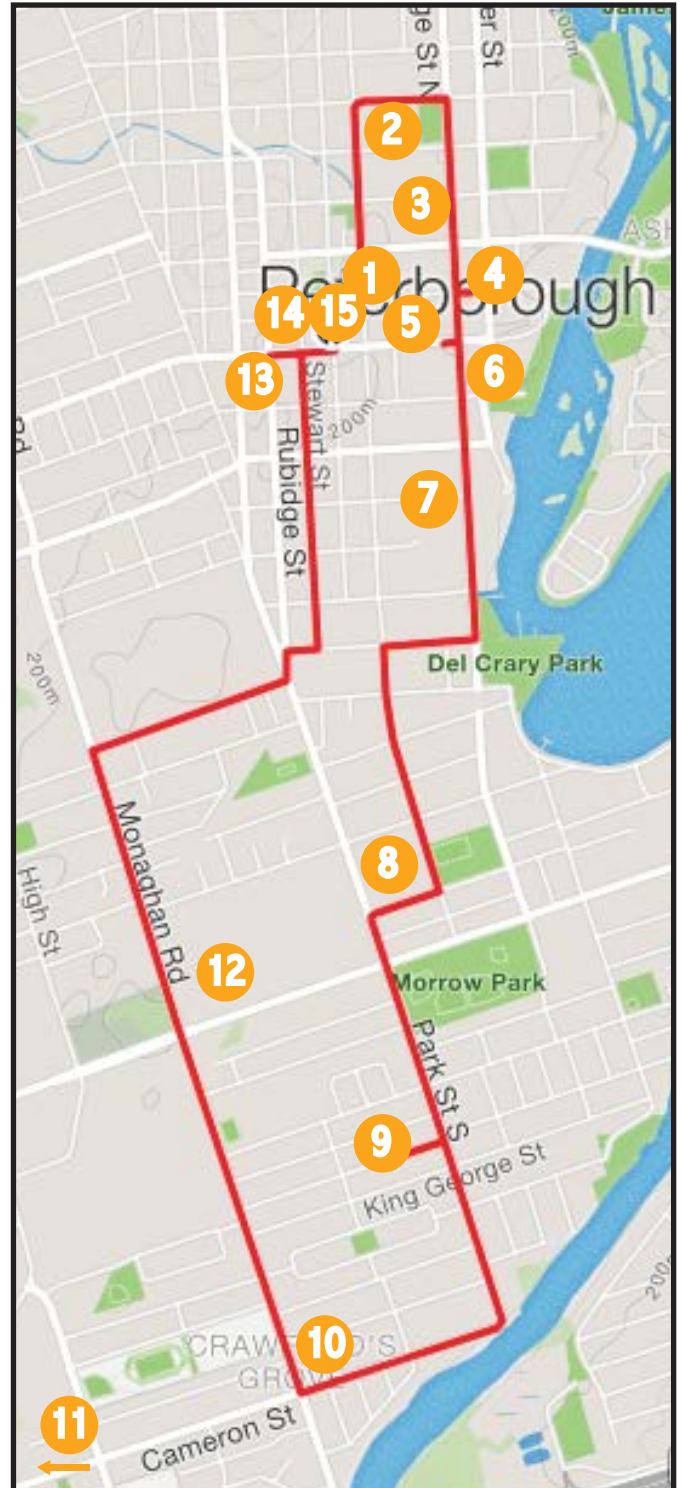 ge St N
er St
200m
2
3
ASH
1
4
Peterborough
14
15
5
13
6
Stewart St
200m
Rubidge St
Rd
7
200m
Del Crary Park
Monaghan Rd
8
High St
12
Morrow Park
Park St S
9
King George St
200
10
CRAWFORD'S
GROVE
11
Cameron St